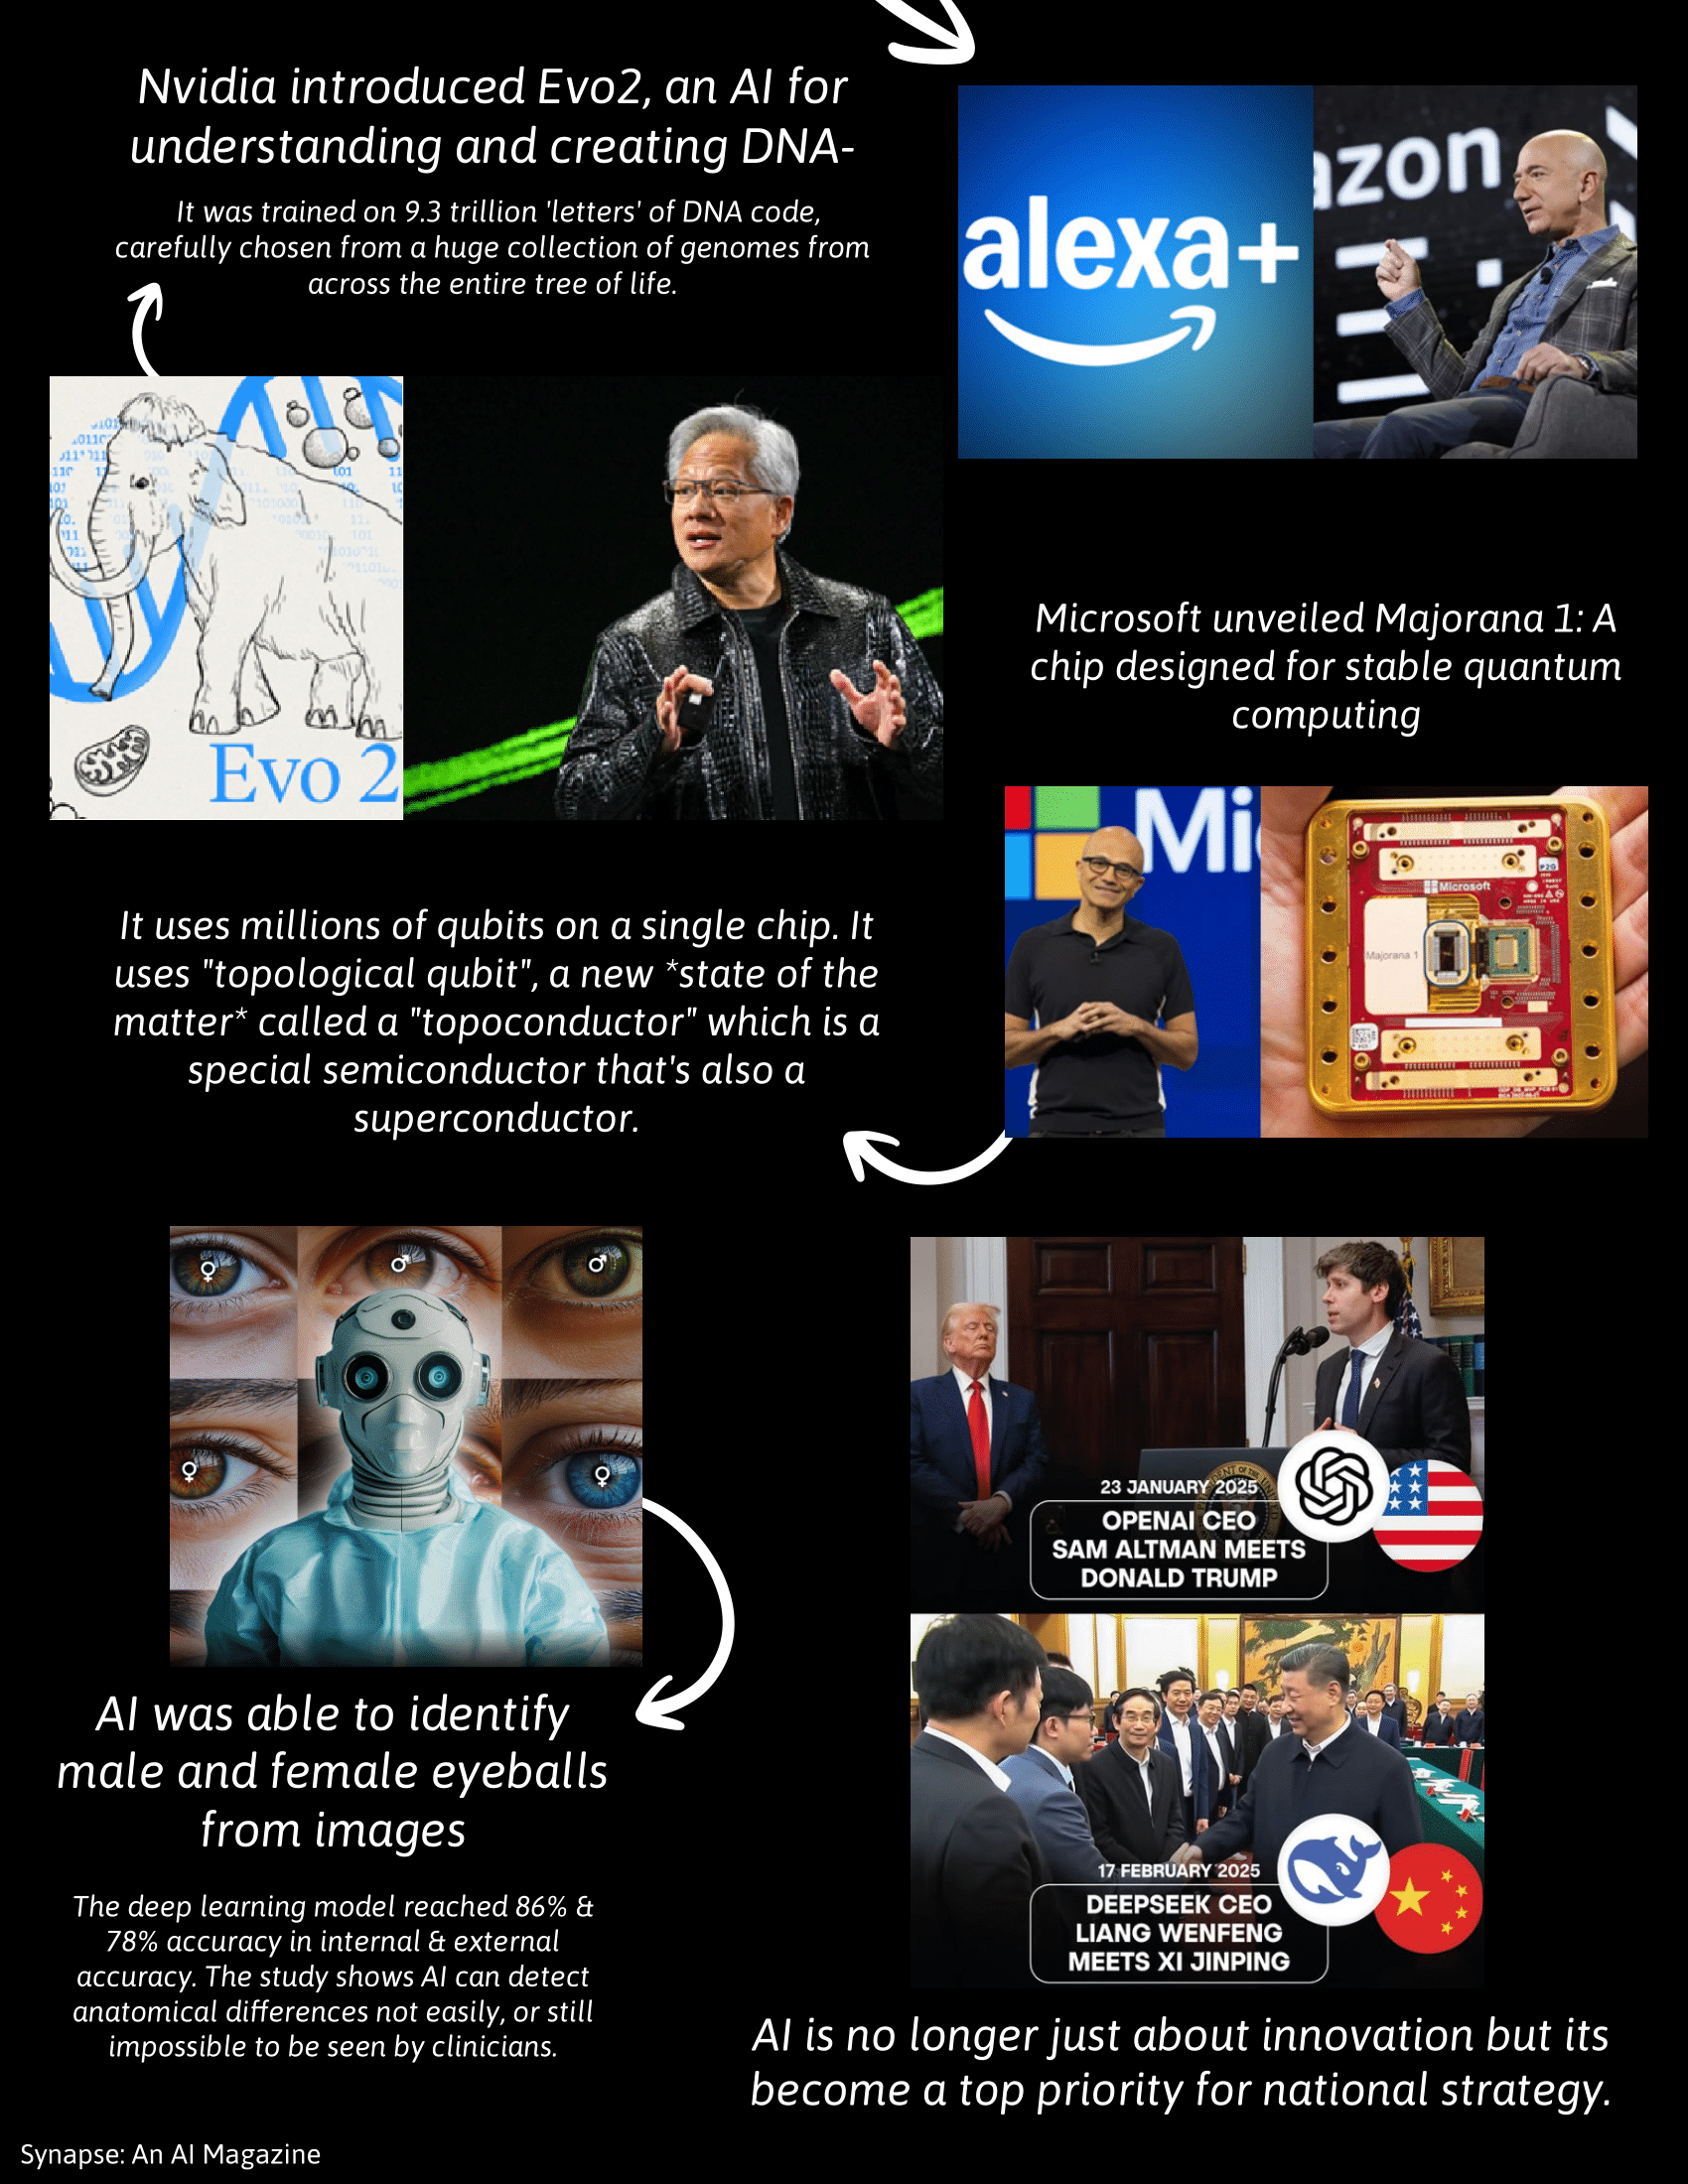 Nvidia introduced Evo2, an AI for
understanding and creating DNA-
It was trained on 9.3 trillion 'letters' of DNA code,
carefully chosen from a huge collection of genomes from
across the entire tree of life.
alexa+
azon
Evo 2
Microsoft unveiled Majorana 1: A
chip designed for stable quantum
computing
Mi
Microsoft
Majorana 1
It uses millions of qubits on a single chip. It
uses "topological qubit", a new *state of the
matter* called a "topoconductor" which is a
special semiconductor that's also a
superconductor.
23 JANUARY 2025
OPENAI CEO
SAM ALTMAN MEETS
DONALD TRUMP
17 FEBRUARY 2025
DEEPSEEK CEO
LIANG WENFENG
MEETS XI JINPING
AI was able to identify
male and female eyeballs
from images
The deep learning model reached 86% &
78% accuracy in internal & external
accuracy. The study shows AI can detect
anatomical differences not easily, or still
impossible to be seen by clinicians.
AI is no longer just about innovation but its
become a top priority for national strategy.
Synapse: An AI Magazine